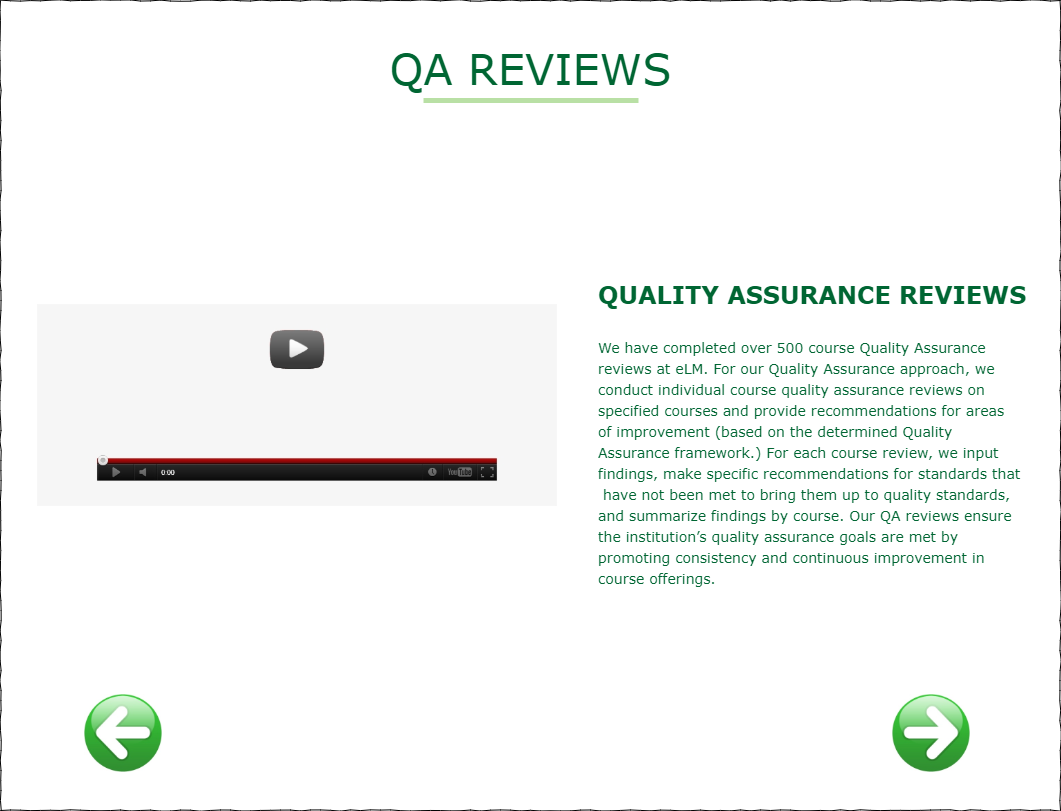 QA REVIEWS
QUALITY ASSURANCE REVIEWS
We have completed over 500 course Quality Assurance
reviews at eLM. For our Quality Assurance approach, we
conduct individual course quality assurance reviews on
specified courses and provide recommendations for areas
of improvement (based on the determined Quality
Assurance framework.) For each course review, we input
findings, make specific recommendations for standards that
have not been met to bring them up to quality standards,
and summarize findings by course. Our QA reviews ensure
the institution’s quality assurance goals are met by
promoting consistency and continuous improvement in
course offerings.
0:00
YouTube